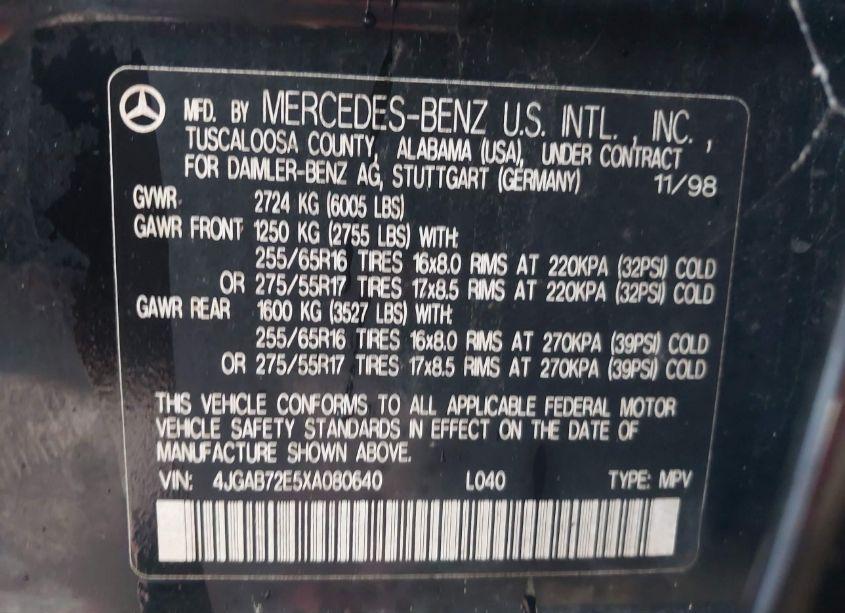 MFD. BY MERCEDES-BENZ U.S. INTL., INC.,
TUSCALOOSA COUNTY, ALABAMA (USA), UNDER CONTRACT
FOR DAIMLER-BENZ AG, STUTTGART (GERMANY) 11/98
GVWR 2724 KG (6005 LBS)
GAWR FRONT 1250 KG (2755 LBS) WITH:
255/65R16 TIRES 16x8.0 RIMS AT 220KPA (32PSI) COLD
OR 275/55R17 TIRES 17x8.5 RIMS AT 220KPA (32PSI) COLD
GAWR REAR 1600 KG (3527 LBS) WITH:
255/65R16 TIRES 16x8.0 RIMS AT 270KPA (39PSI) COLD
OR 275/55R17 TIRES 17x8.5 RIMS AT 270KPA (39PSI) COLD
THIS VEHICLE CONFORMS TO ALL APPLICABLE FEDERAL MOTOR
VEHICLE SAFETY STANDARDS IN EFFECT ON THE DATE OF
MANUFACTURE SHOWN ABOVE.
VIN: 4JGAB72E5XA080640 L040 TYPE: MPV